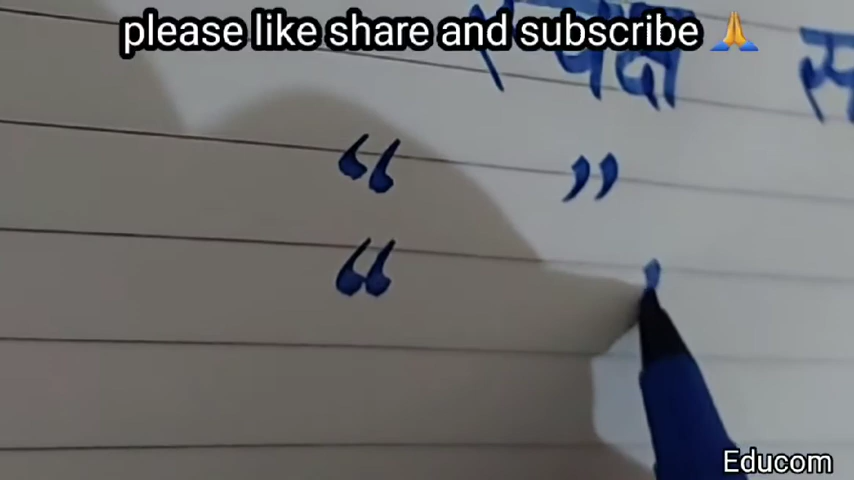 please like share and subscribe 🙏
“ ”
“
Educom